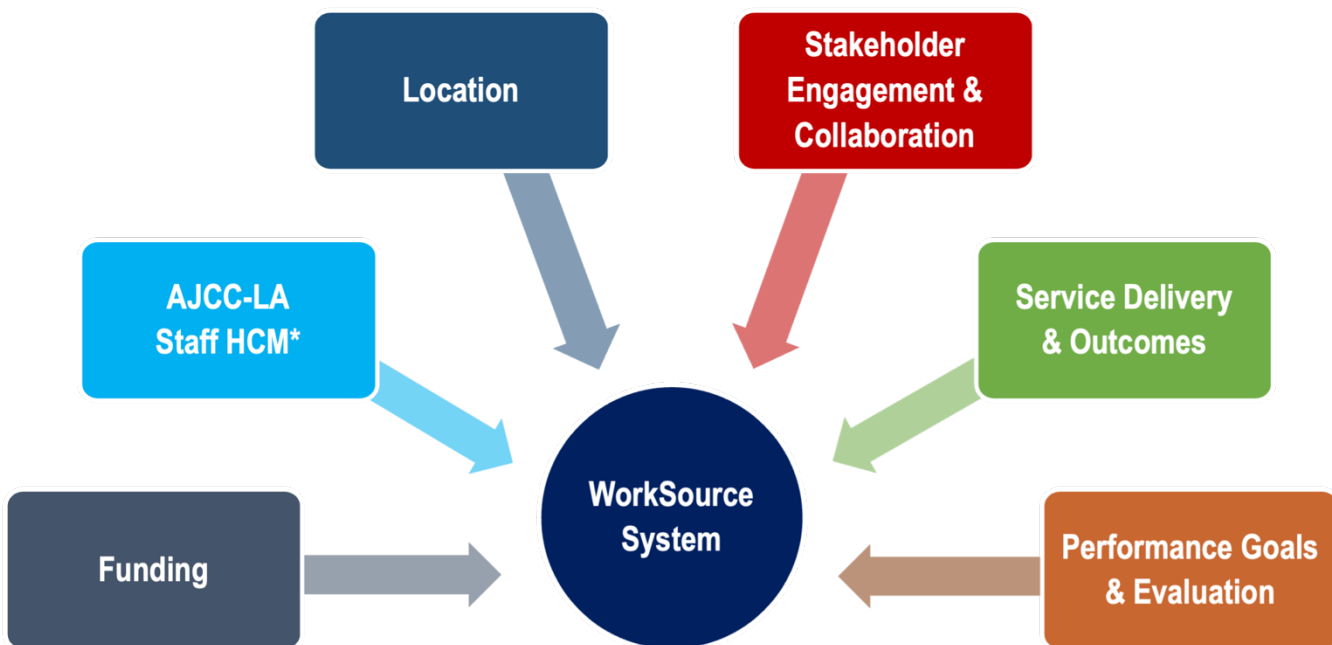 Location
Stakeholder
Engagement &
Collaboration
AJCC-LA
Staff HCM*
Service Delivery
& Outcomes
Funding
WorkSource
System
Performance Goals
& Evaluation